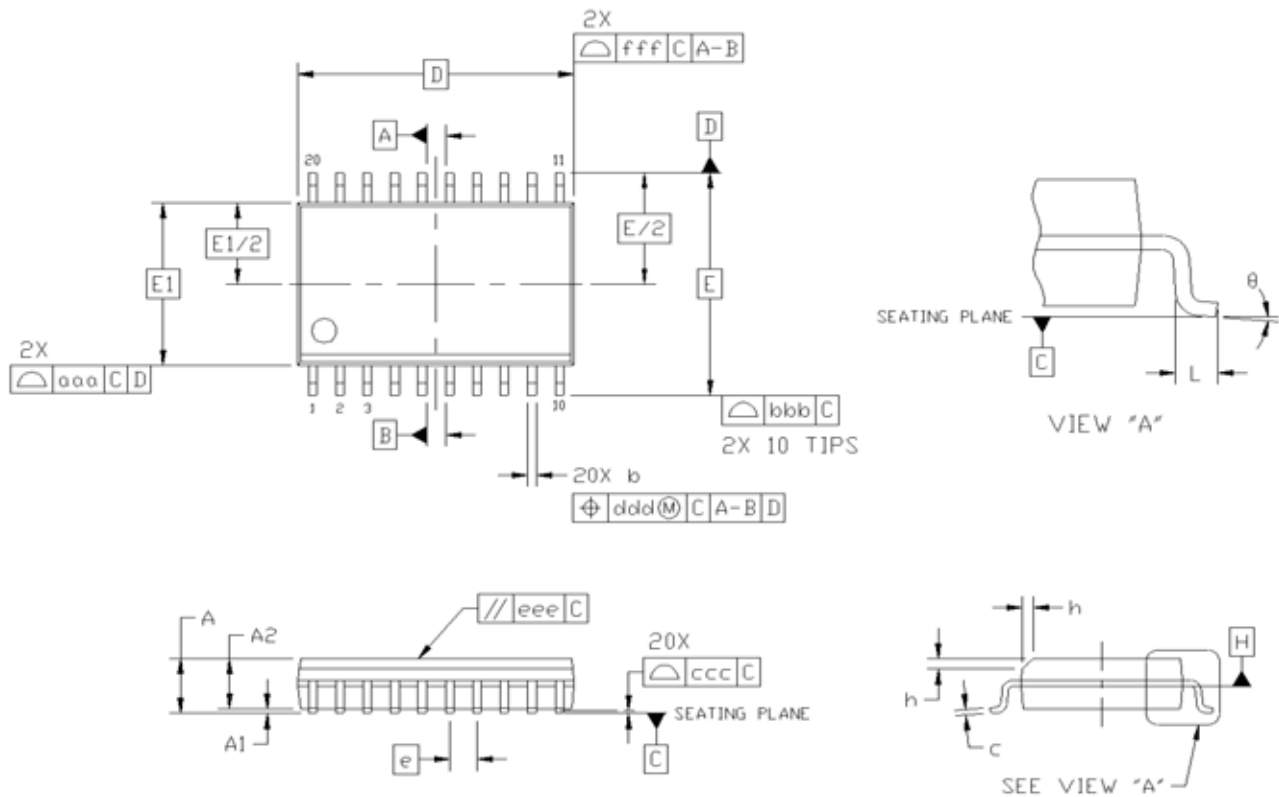 2X
⌓ fff C A-B
D
A
D
20
11
E1/2
E/2
E1
E
2X
⌓ aaa C D
1 2 3
10
B
⌓ bbb C
2X 10 TIPS
20X b
⌖ ddd Ⓜ C A-B D
θ
SEATING PLANE
C
L
VIEW "A"
A
A2
// eee C
20X
⌓ ccc C
SEATING PLANE
A1
e
C
h
H
h
c
SEE VIEW "A"